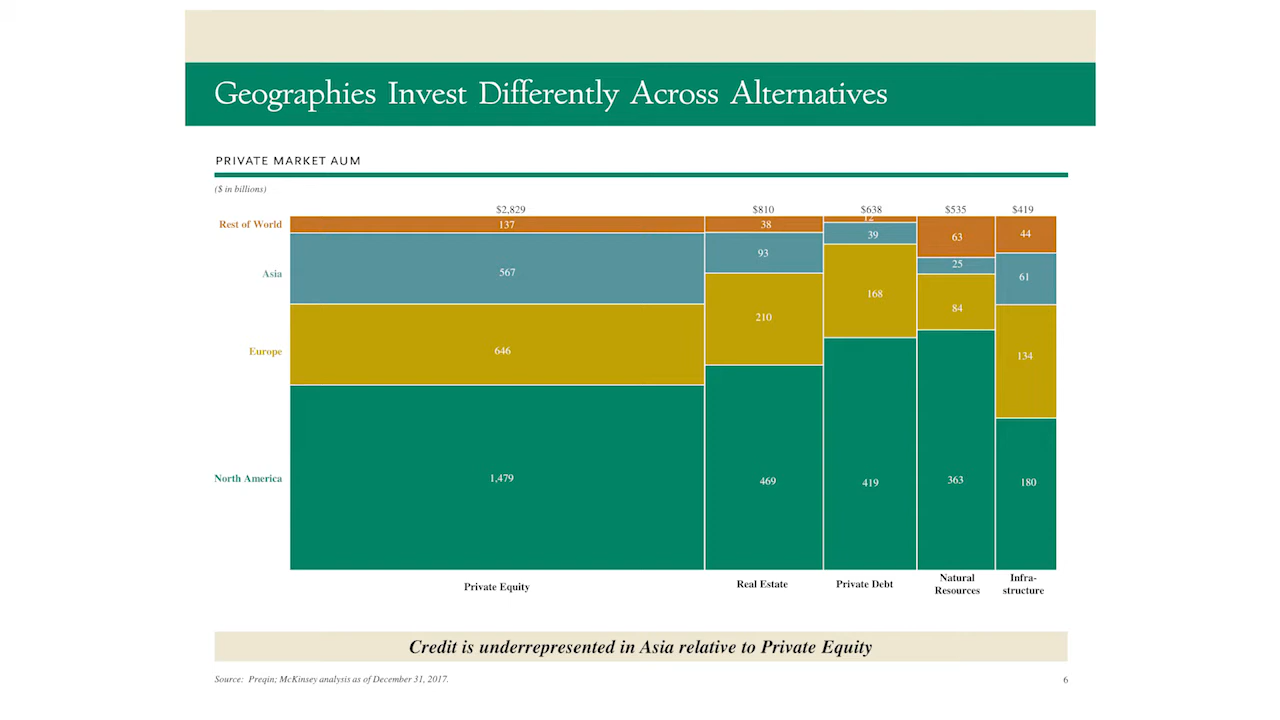 Geographies Invest Differently Across Alternatives
PRIVATE MARKET AUM
($ in billions)
$2,829 $810 $638 $535 $419
Rest of World 137 38 12 63 44
Asia 567 93 39 25 61
Europe 646 210 168 84 134
North America 1,479 469 419 363 180
Private Equity Real Estate Private Debt Natural Infra-
Resources structure
Credit is underrepresented in Asia relative to Private Equity
Source: Preqin; McKinsey analysis as of December 31, 2017. 6